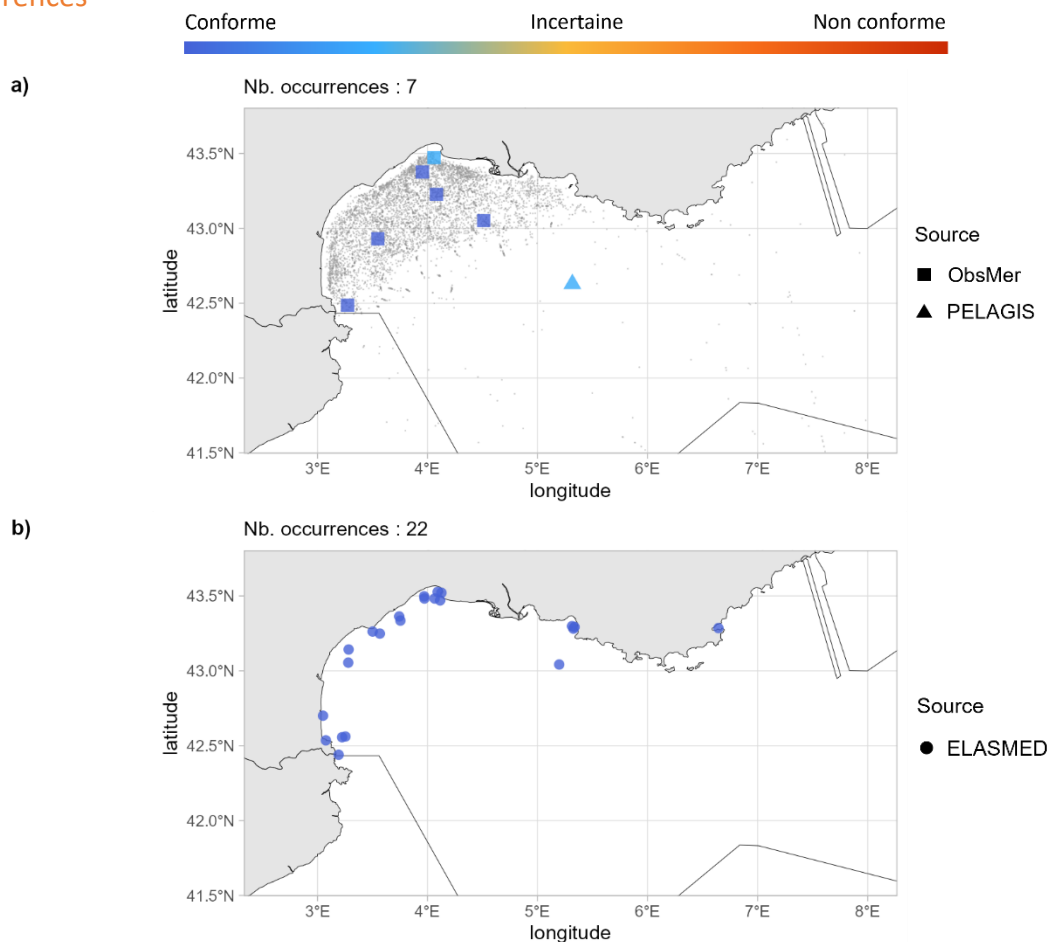 rences
Conforme Incertaine Non conforme
a)
Nb. occurrences : 7
43.5°N
43.0°N
42.5°N
42.0°N
41.5°N
latitude
3°E 4°E 5°E 6°E 7°E 8°E
longitude
Source
ObsMer
PELAGIS
b)
Nb. occurrences : 22
43.5°N
43.0°N
42.5°N
42.0°N
41.5°N
latitude
3°E 4°E 5°E 6°E 7°E 8°E
longitude
Source
ELASMED